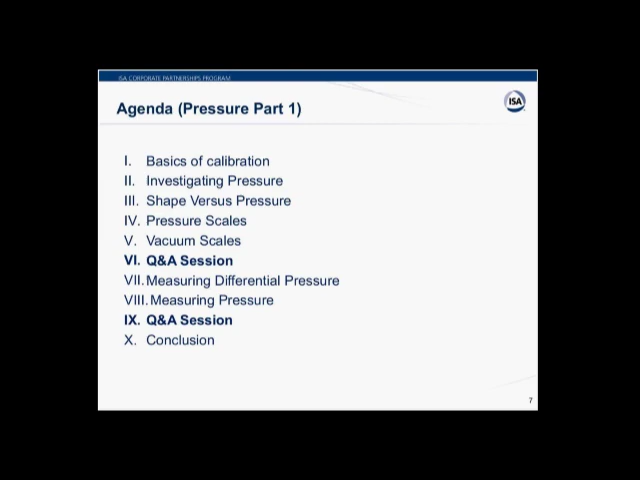 ISA CORPORATE PARTNERSHIPS PROGRAM
Agenda (Pressure Part 1)
ISA
I. Basics of calibration
II. Investigating Pressure
III. Shape Versus Pressure
IV. Pressure Scales
V. Vacuum Scales
VI. Q&A Session
VII. Measuring Differential Pressure
VIII. Measuring Pressure
IX. Q&A Session
X. Conclusion
7